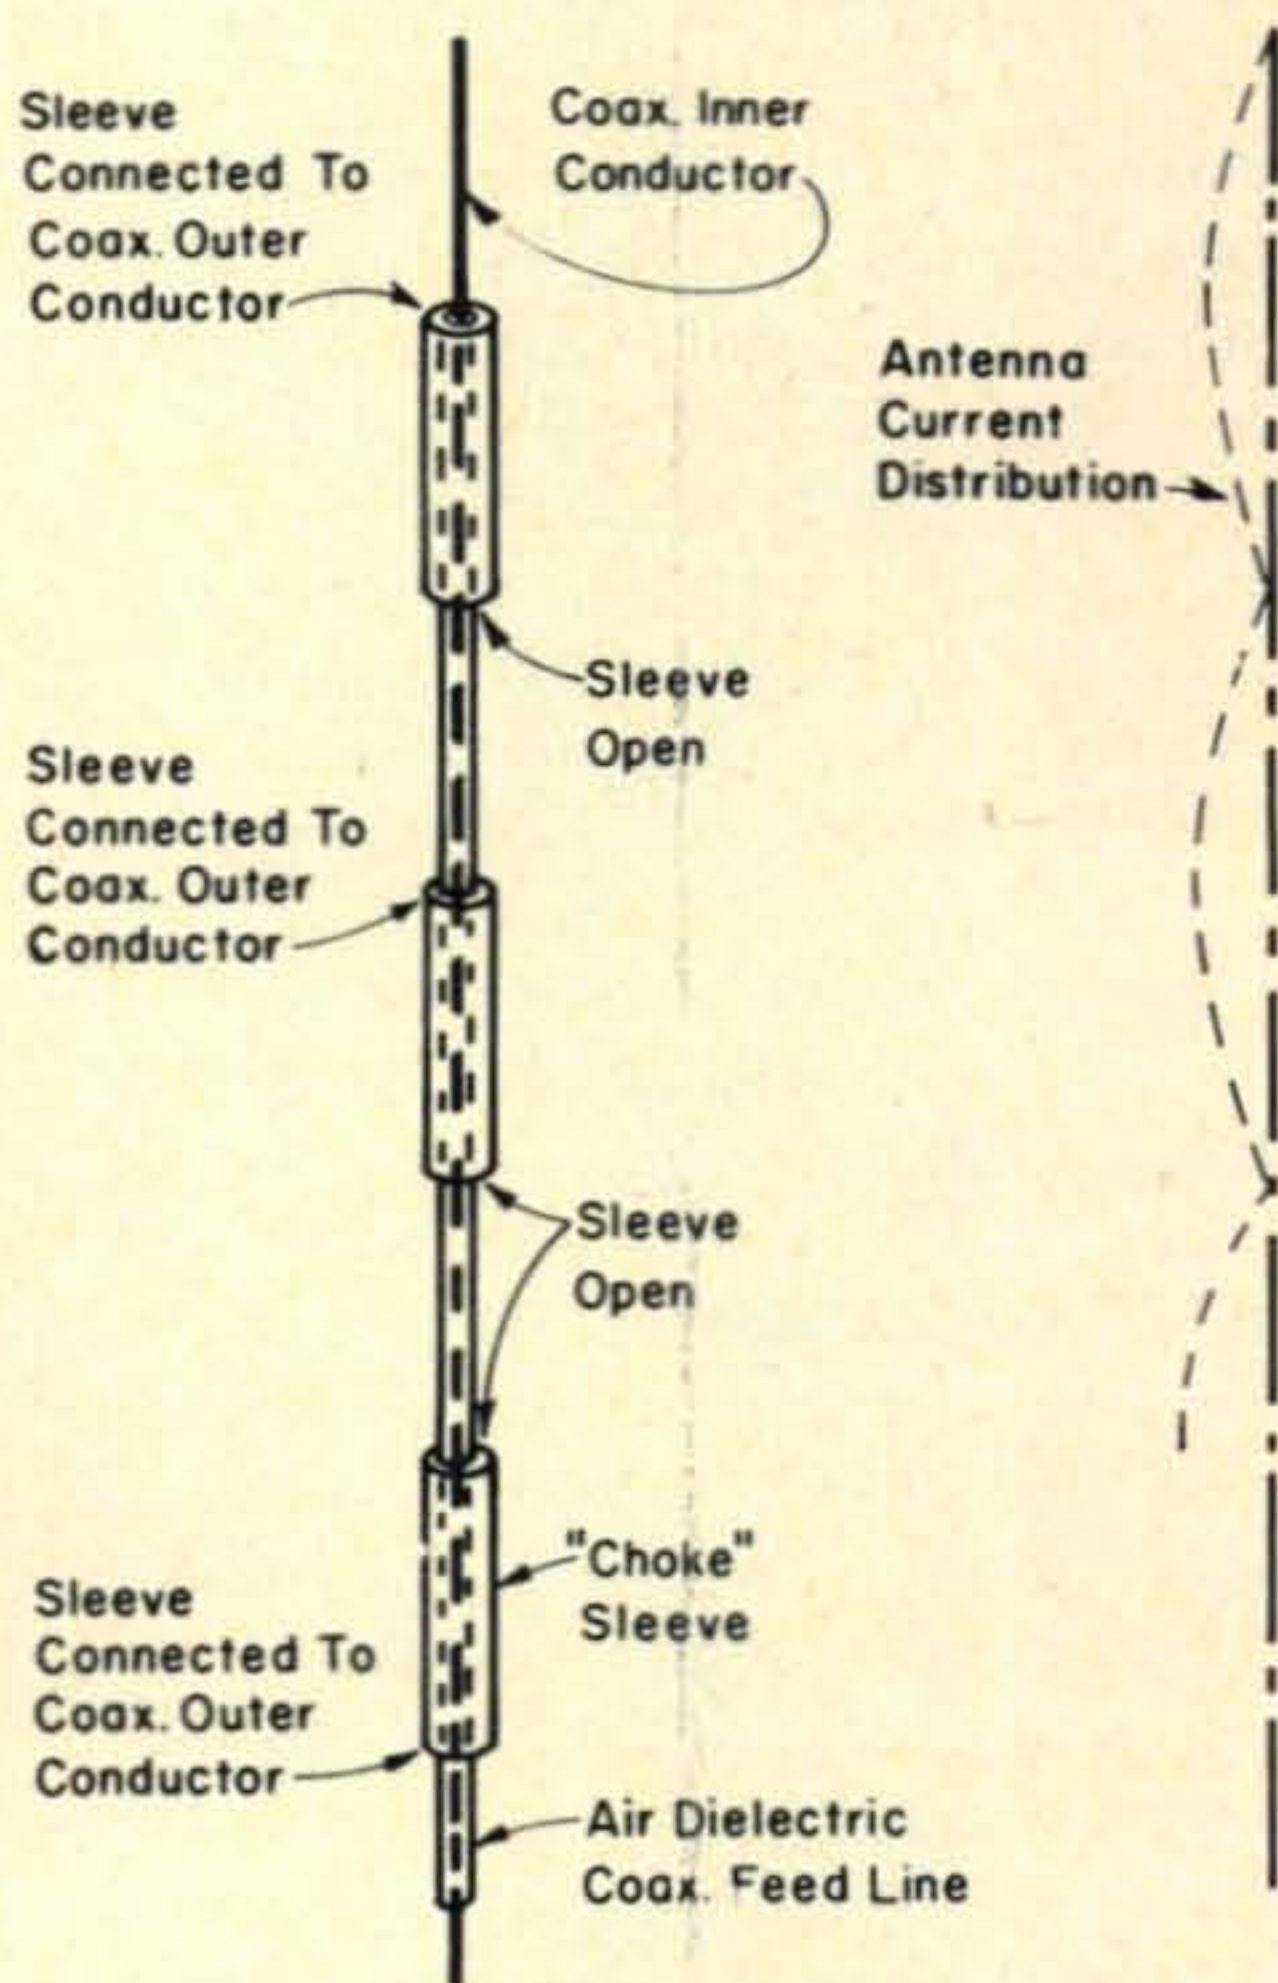 Sleeve
Connected To
Coax. Outer
Conductor
Coax. Inner
Conductor
Antenna
Current
Distribution
Sleeve
Open
Sleeve
Connected To
Coax. Outer
Conductor
Sleeve
Open
"Choke"
Sleeve
Sleeve
Connected To
Coax. Outer
Conductor
Air Dielectric
Coax. Feed Line